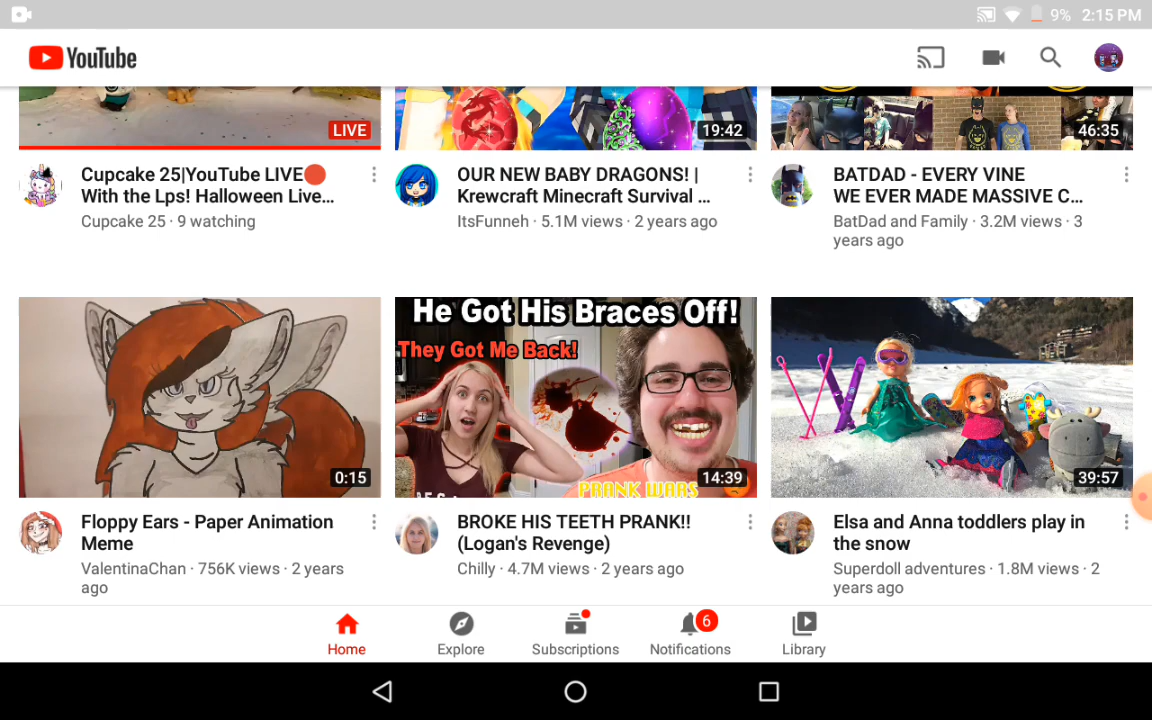 9% 2:15 PM
YouTube
LIVE
19:42
46:35
Cupcake 25|YouTube LIVE🔴
With the Lps! Halloween Live…
Cupcake 25 · 9 watching
OUR NEW BABY DRAGONS! |
Krewcraft Minecraft Survival ...
ItsFunneh · 5.1M views · 2 years ago
BATDAD - EVERY VINE
WE EVER MADE MASSIVE C…
BatDad and Family · 3.2M views · 3
years ago
0:15
He Got His Braces Off!
They Got Me Back!
PRANK WARS
14:39
39:57
Floppy Ears - Paper Animation
Meme
ValentinaChan · 756K views · 2 years
ago
BROKE HIS TEETH PRANK!!
(Logan's Revenge)
Chilly · 4.7M views · 2 years ago
Elsa and Anna toddlers play in
the snow
Superdoll adventures · 1.8M views · 2
years ago
Home
Explore
Subscriptions
6
Notifications
Library